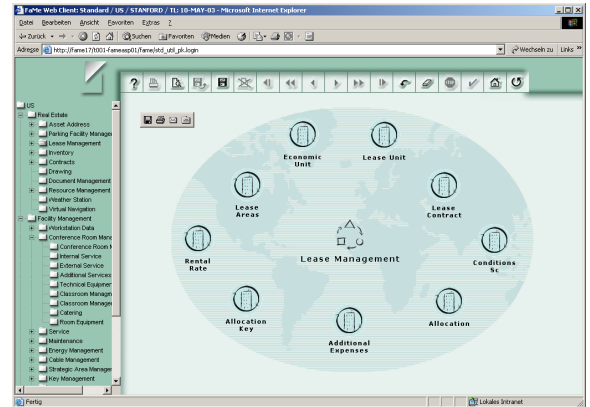 FaMe Web Client: Standard / US / STANFORD / TL: 10-MAY-03 - Microsoft Internet Explorer
Datei Bearbeiten Ansicht Favoriten Extras ?
Zurück Suchen Favoriten Medien
Adresse http://fame17/t001-fameasp01/fame/std_util_pk.login Wechseln zu Links »
US
Real Estate
Asset Address
Parking Facility Manager
Lease Management
Inventory
Contracts
Drawing
Document Management
Resource Management
Weather Station
Virtual Navigation
Facility Management
Workstation Data
Conference Room Mana
Conference Room M
Internal Service
External Service
Additional Services
Technical Equipmer
Classroom Managm
Classroom Manager
Catering
Room Equipment
Service
Maintenance
Energy Management
Cable Management
Strategic Area Manager
Key Management
Economic
Unit
Lease Unit
Lease
Areas
Lease
Contract
Rental
Rate
Lease Management
Conditions
Sc
Allocation
Key
Additional
Expenses
Allocation
Fertig
Lokales Intranet